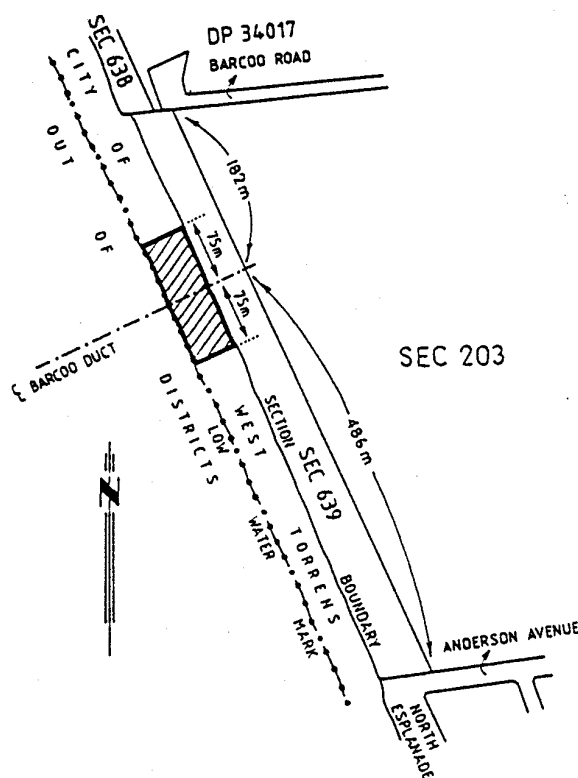 SEC 638
DP 34017
BARCOO ROAD
CITY OF WEST TORRENS
OUT OF DISTRICTS
182m
75m
75m
℄ BARCOO DUCT
SEC 203
486m
SECTION BOUNDARY
SEC 639
LOW WATER MARK
N
ANDERSON AVENUE
NORTH
ESPLANADE